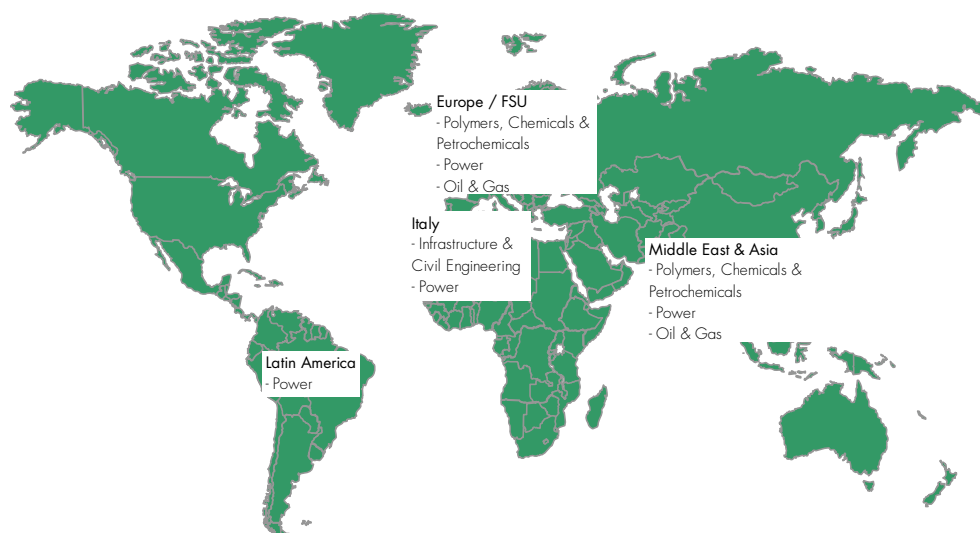 Europe / FSU
- Polymers, Chemicals &
Petrochemicals
- Power
- Oil & Gas
Italy
- Infrastructure &
Civil Engineering
- Power
Middle East & Asia
- Polymers, Chemicals &
Petrochemicals
- Power
- Oil & Gas
Latin America
- Power